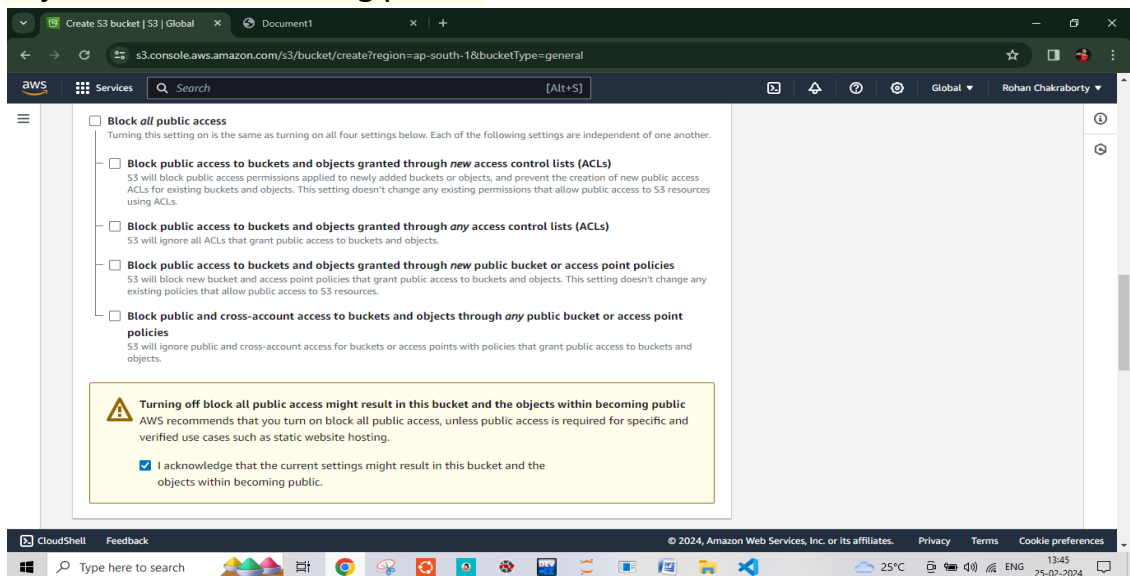 Create S3 bucket | S3 | Global
Document1
s3.console.aws.amazon.com/s3/bucket/create?region=ap-south-1&bucketType=general
aws Services Search [Alt+S] Global Rohan Chakraborty
Block all public access
Turning this setting on is the same as turning on all four settings below. Each of the following settings are independent of one another.
Block public access to buckets and objects granted through new access control lists (ACLs)
S3 will block public access permissions applied to newly added buckets or objects, and prevent the creation of new public access
ACLs for existing buckets and objects. This setting doesn't change any existing permissions that allow public access to S3 resources
using ACLs.
Block public access to buckets and objects granted through any access control lists (ACLs)
S3 will ignore all ACLs that grant public access to buckets and objects.
Block public access to buckets and objects granted through new public bucket or access point policies
S3 will block new bucket and access point policies that grant public access to buckets and objects. This setting doesn't change any
existing policies that allow public access to S3 resources.
Block public and cross-account access to buckets and objects through any public bucket or access point
policies
S3 will ignore public and cross-account access for buckets or access points with policies that grant public access to buckets and
objects.
Turning off block all public access might result in this bucket and the objects within becoming public
AWS recommends that you turn on block all public access, unless public access is required for specific and
verified use cases such as static website hosting.
I acknowledge that the current settings might result in this bucket and the
objects within becoming public.
CloudShell Feedback © 2024, Amazon Web Services, Inc. or its affiliates. Privacy Terms Cookie preferences
Type here to search DEV 25°C ENG 13:45
25-02-2024